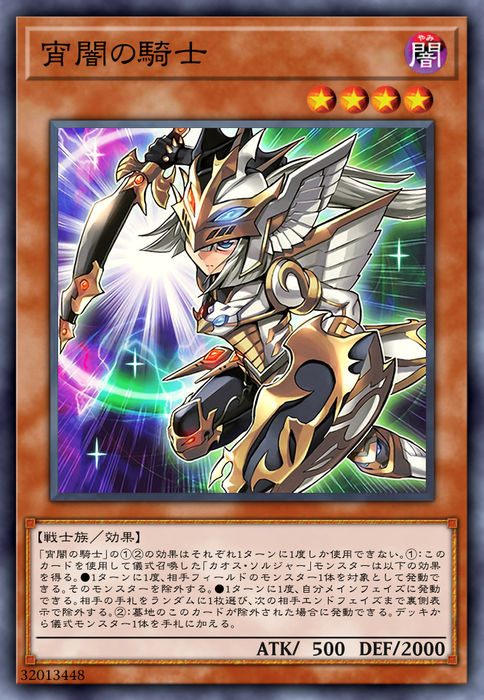 宵闇の騎士
やみ
闇
【戦士族/効果】
「宵闇の騎士」の①②の効果はそれぞれ1ターンに1度しか使用できない。①:この
カードを使用して儀式召喚した「カオス・ソルジャー」モンスターは以下の効果
を得る。●1ターンに1度、相手フィールドのモンスター1体を対象として発動で
きる。そのモンスターを除外する。●1ターンに1度、自分メインフェイズに発動
できる。相手の手札をランダムに1枚選び、次の相手エンドフェイズまで裏側表
示で除外する。②:墓地のこのカードが除外された場合に発動できる。デッキか
ら儀式モンスター1体を手札に加える。
ATK/ 500 DEF/2000
32013448